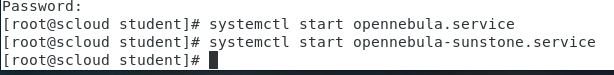 Password:
[root@scloud student]# systemctl start opennebula.service
[root@scloud student]# systemctl start opennebula-sunstone.service
[root@scloud student]#